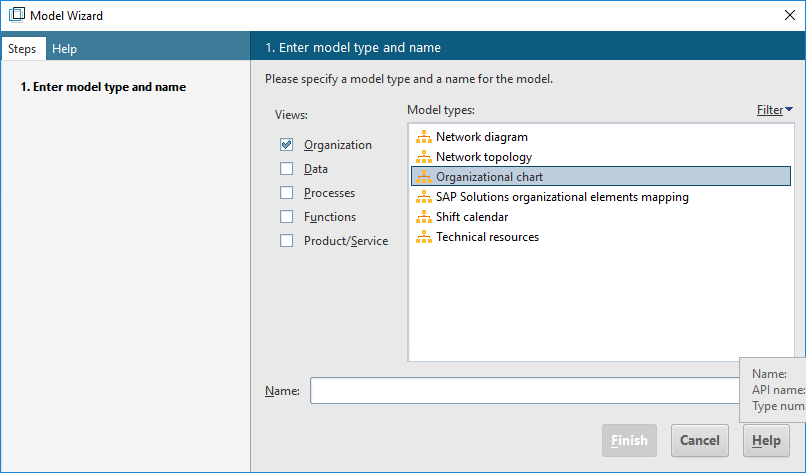 Model Wizard
Steps
Help
1. Enter model type and name
1. Enter model type and name
Please specify a model type and a name for the model.
Views:
Organization
Data
Processes
Functions
Product/Service
Model types:
Filter
Network diagram
Network topology
Organizational chart
SAP Solutions organizational elements mapping
Shift calendar
Technical resources
Name:
Name:
API name:
Type num
Finish
Cancel
Help